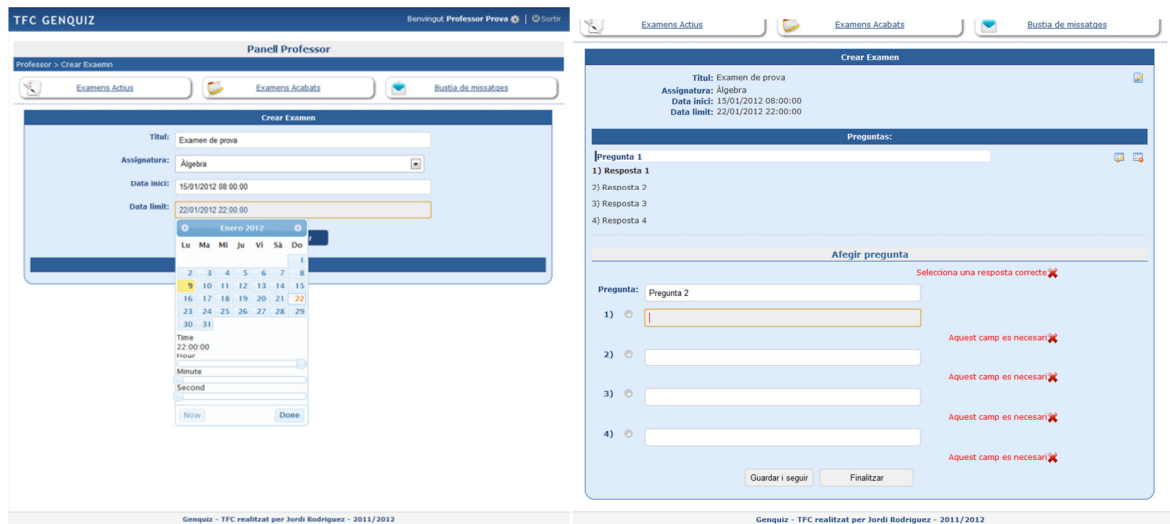 TFC GENQUIZ
Benvingut Professor Prova | Sortir
Panell Professor
Professor > Crear Exaemn
Examens Actius
Examens Acabats
Bustia de missatges
Crear Examen
Titul: Examen de prova
Assignatura: Àlgebra
Data inici: 15/01/2012 08:00:00
Data limit: 22/01/2012 22:00:00
Enero 2012
Lu Ma Mi Ju Vi Sá Do
1
2 3 4 5 6 7 8
9 10 11 12 13 14 15
16 17 18 19 20 21 22
23 24 25 26 27 28 29
30 31
Time
22:00:00
Hour
Minute
Second
Now Done
Genquiz - TFC realitzat per Jordi Rodriguez - 2011/2012
Examens Actius
Examens Acabats
Bustia de missatges
Crear Examen
Titul: Examen de prova
Assignatura: Àlgebra
Data inici: 15/01/2012 08:00:00
Data limit: 22/01/2012 22:00:00
Preguntas:
Pregunta 1
1) Resposta 1
2) Resposta 2
3) Resposta 3
4) Resposta 4
Afegir pregunta
Selecciona una resposta correcte
Pregunta: Pregunta 2
1)
Aquest camp es necesari
2)
Aquest camp es necesari
3)
Aquest camp es necesari
4)
Aquest camp es necesari
Guardar i seguir Finalitzar
Genquiz - TFC realitzat per Jordi Rodriguez - 2011/2012